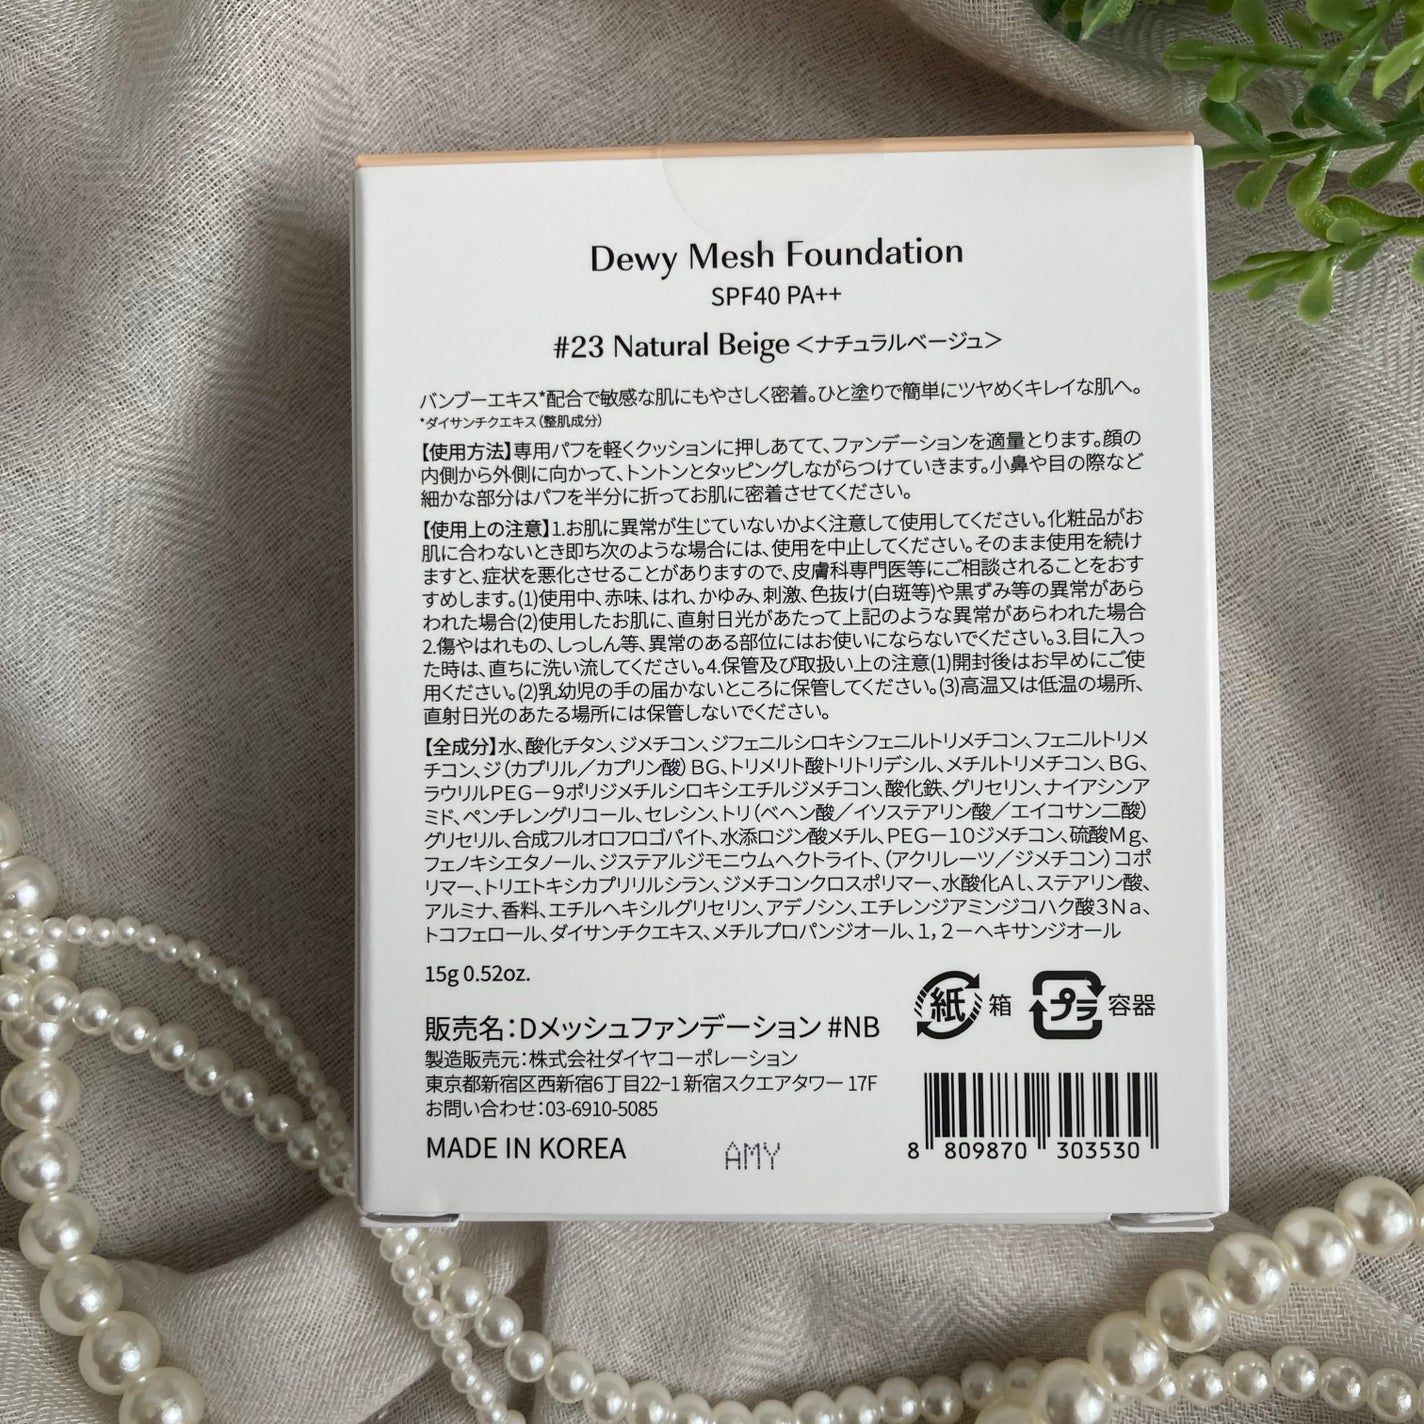 Dewy Mesh Foundation
SPF40 PA++
#23 Natural Beige＜ナチュラルベージュ＞
バンブーエキス*配合で敏感な肌にもやさしく密着。ひと塗りで簡単にツヤめくキレイな肌へ。
*ダイサンチクエキス（整肌成分）
【使用方法】専用パフを軽くクッションに押しあてて、ファンデーションを適量とります。顔の
内側から外側に向かって、トントンとタッピングしながらつけていきます。小鼻や目の際など
細かな部分はパフを半分に折ってお肌に密着させてください。
【使用上の注意】1.お肌に異常が生じていないかよく注意して使用してください。化粧品がお
肌に合わないとき即ち次のような場合には、使用を中止してください。そのまま使用を続け
ますと、症状を悪化させることがありますので、皮膚科専門医等にご相談されることをおす
すめします。(1)使用中、赤味、はれ、かゆみ、刺激、色抜け(白斑等)や黒ずみ等の異常があら
われた場合(2)使用したお肌に、直射日光があたって上記のような異常があらわれた場合
2.傷やはれもの、しっしん等、異常のある部位にはお使いにならないでください。3.目に入っ
た時は、直ちに洗い流してください。4.保管及び取扱い上の注意(1)開封後はお早めにご使
用ください。(2)乳幼児の手の届かないところに保管してください。(3)高温又は低温の場所、
直射日光のあたる場所には保管しないでください。
【全成分】水、酸化チタン、ジメチコン、ジフェニルシロキシフェニルトリメチコン、フェニルトリメ
チコン、ジ（カプリル／カプリン酸）ＢＧ、トリメリト酸トリトリデシル、メチルトリメチコン、ＢＧ、
ラウリルＰＥＧ－９ポリジメチルシロキシエチルジメチコン、酸化鉄、グリセリン、ナイアシンア
ミド、ペンチレングリコール、セレシン、トリ（ベヘン酸／イソステアリン酸／エイコサン二酸）
グリセリル、合成フルオロフロゴパイト、水添ロジン酸メチル、ＰＥＧ－１０ジメチコン、硫酸Ｍｇ、
フェノキシエタノール、ジステアルジモニウムヘクトライト、（アクリレーツ／ジメチコン）コポ
リマー、トリエトキシカプリリルシラン、ジメチコンクロスポリマー、水酸化Ａｌ、ステアリン酸、
アルミナ、香料、エチルヘキシルグリセリン、アデノシン、エチレンジアミンジコハク酸３Ｎａ、
トコフェロール、ダイサンチクエキス、メチルプロパンジオール、１，２－ヘキサンジオール
15g 0.52oz.
紙 箱 プラ 容器
販売名：Dメッシュファンデーション #NB
製造販売元：株式会社ダイヤコーポレーション
東京都新宿区西新宿6丁目22−1 新宿スクエアタワー 17F
お問い合わせ：03-6910-5085
MADE IN KOREA
AMY
8 809870 303530